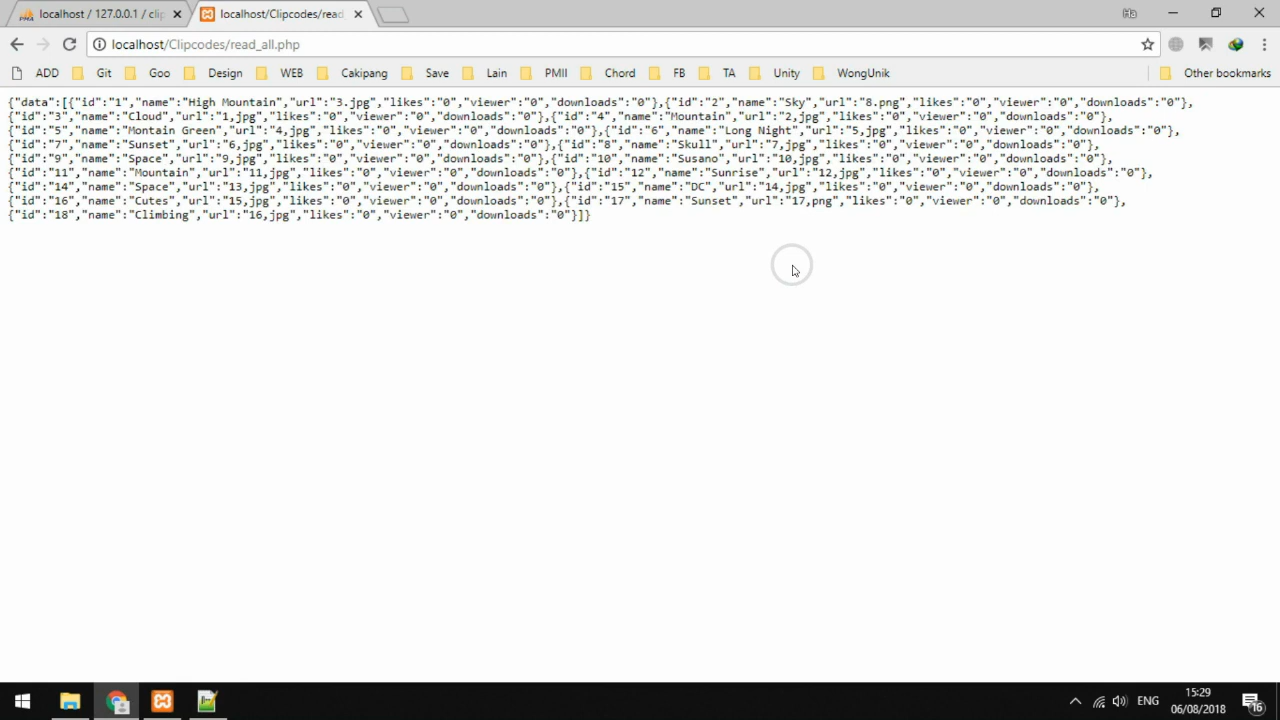 localhost / 127.0.0.1 / clip
localhost/Clipcodes/read_
localhost/Clipcodes/read_all.php
ADD Git Goo Design WEB Cakipang Save Lain PMII Chord FB TA Unity WongUnik Other bookmarks
{"data":[{"id":"1","name":"High Mountain","url":"3.jpg","likes":"0","viewer":"0","downloads":"0"},{"id":"2","name":"Sky","url":"8.png","likes":"0","viewer":"0","downloads":"0"},
{"id":"3","name":"Cloud","url":"1,jpg","likes":"0","viewer":"0","downloads":"0"},{"id":"4","name":"Mountain","url":"2,jpg","likes":"0","viewer":"0","downloads":"0"},
{"id":"5","name":"Montain Green","url":"4,jpg","likes":"0","viewer":"0","downloads":"0"},{"id":"6","name":"Long Night","url":"5,jpg","likes":"0","viewer":"0","downloads":"0"},
{"id":"7","name":"Sunset","url":"6,jpg","likes":"0","viewer":"0","downloads":"0"},{"id":"8","name":"Skull","url":"7,jpg","likes":"0","viewer":"0","downloads":"0"},
{"id":"9","name":"Space","url":"9,jpg","likes":"0","viewer":"0","downloads":"0"},{"id":"10","name":"Susano","url":"10,jpg","likes":"0","viewer":"0","downloads":"0"},
{"id":"11","name":"Mountain","url":"11,jpg","likes":"0","viewer":"0","downloads":"0"},{"id":"12","name":"Sunrise","url":"12,jpg","likes":"0","viewer":"0","downloads":"0"},
{"id":"14","name":"Space","url":"13,jpg","likes":"0","viewer":"0","downloads":"0"},{"id":"15","name":"DC","url":"14,jpg","likes":"0","viewer":"0","downloads":"0"},
{"id":"16","name":"Cutes","url":"15,jpg","likes":"0","viewer":"0","downloads":"0"},{"id":"17","name":"Sunset","url":"17,png","likes":"0","viewer":"0","downloads":"0"},
{"id":"18","name":"Climbing","url":"16,jpg","likes":"0","viewer":"0","downloads":"0"}]}
ENG
15:29
06/08/2018
16